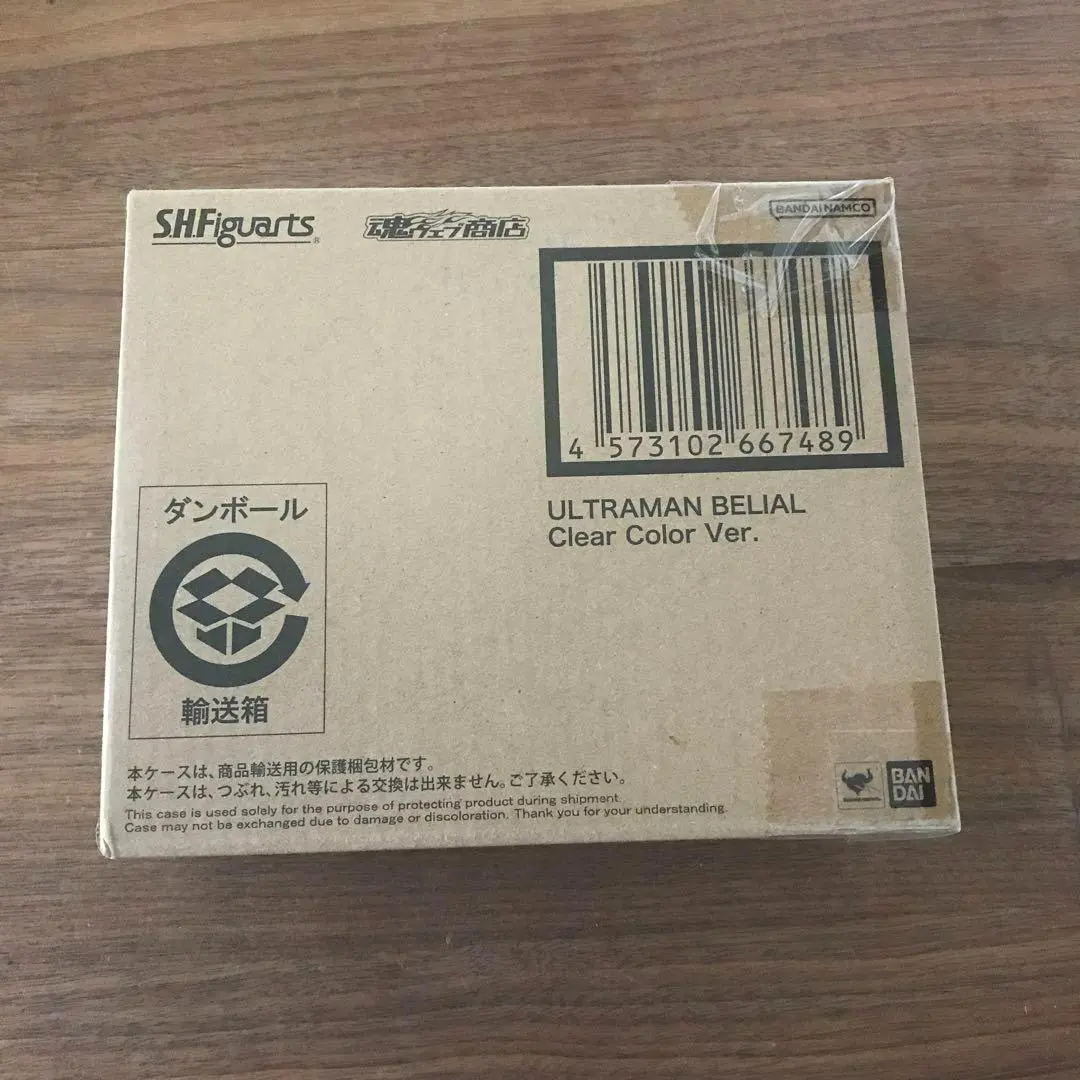 S.H.Figuarts®
魂ウェブ商店
BANDAI NAMCO
4 573102 667489
ULTRAMAN BELIAL
Clear Color Ver.
ダンボール
輸送箱
本ケースは、商品輸送用の保護梱包材です。
本ケースは、つぶれ、汚れ等による交換は出来ません。ご了承ください。
This case is used solely for the purpose of protecting product during shipment.
Case may not be exchanged due to damage or discoloration. Thank you for your understanding.
BAN
DAI